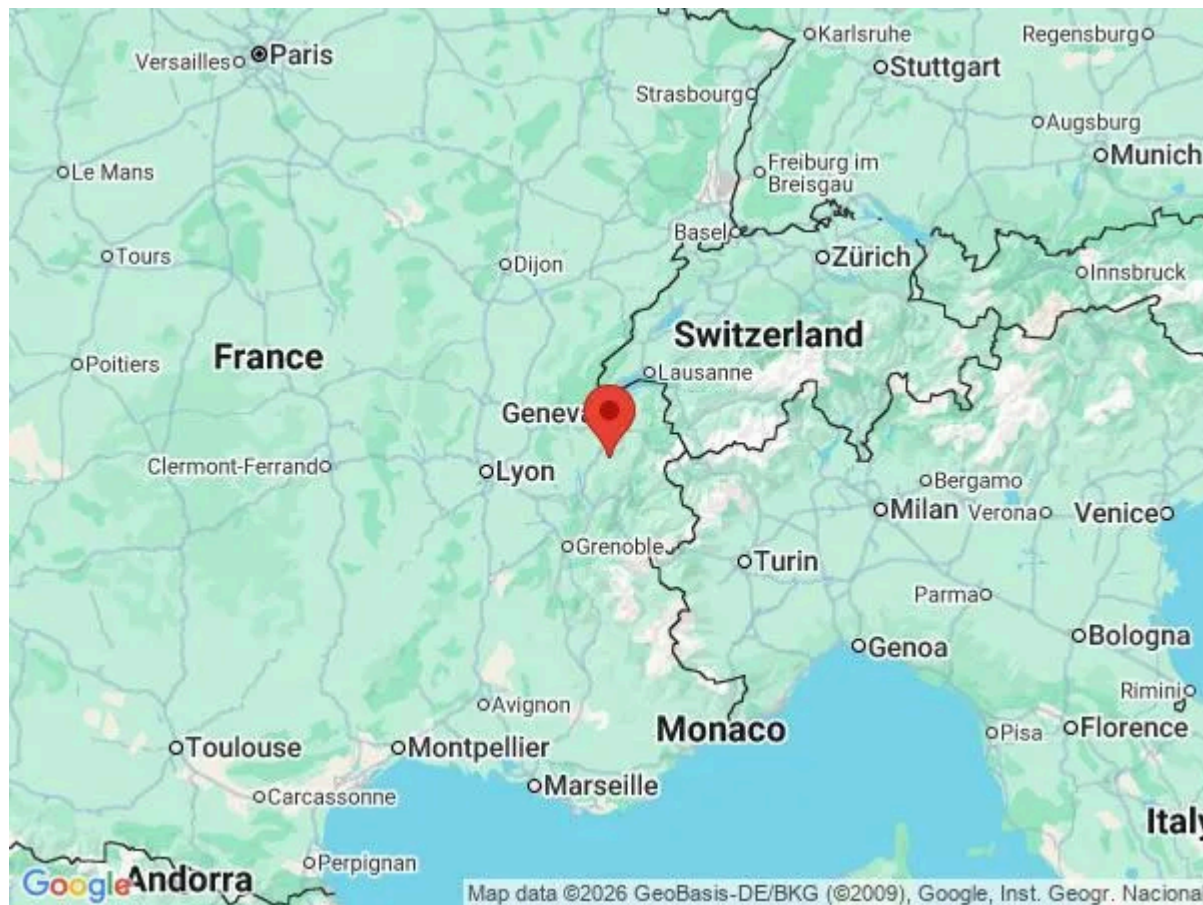 Karlsruhe
Regensburg
Versailles
Paris
Stuttgart
Strasbourg
Augsburg
Munich
Le Mans
Freiburg im
Breisgau
Basel
Zürich
Tours
Dijon
Innsbruck
Switzerland
France
Poitiers
Lausanne
Geneva
Clermont-Ferrand
Lyon
Bergamo
Milan
Verona
Venice
Grenoble
Turin
Parma
Bologna
Genoa
Avignon
Rimini
Monaco
Pisa
Florence
Toulouse
Montpellier
Marseille
Carcassonne
Italy
Perpignan
Andorra
Google
Map data ©2026 GeoBasis-DE/BKG (©2009), Google, Inst. Geogr. Nacional